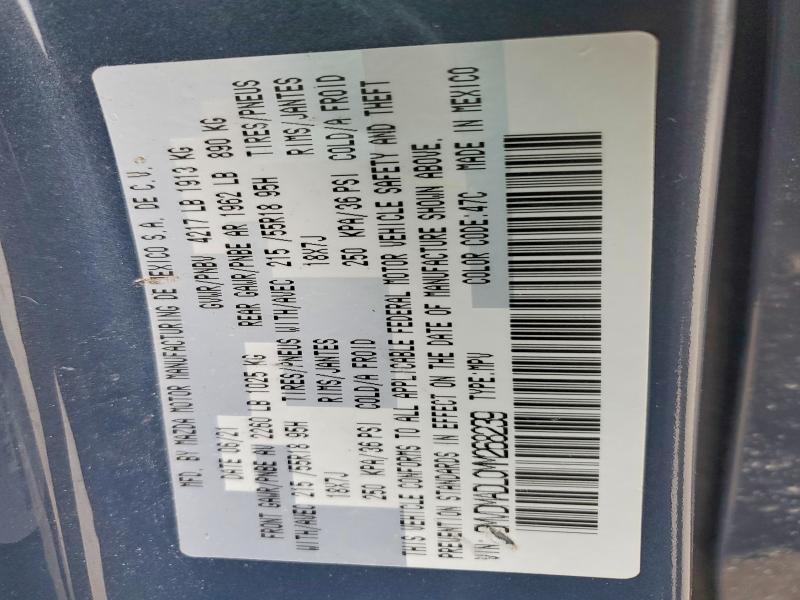 MFD. BY MAZDA MOTOR MANUFACTURING DE MEXICO S.A. DE C.V.
DATE 06/21 GVWR/PNBV 4217 LB 1913 KG
FRONT GAWR/PNBE AV 2260 LB 1025 KG REAR GAWR/PNBE AR 1962 LB 890 KG
WITH/AVEC 215 /55R18 95H TIRES/PNEUS WITH/AVEC 215 /55R18 95H TIRES/PNEUS
18X7J RIMS/JANTES 18X7J RIMS/JANTES
250 KPA/36 PSI COLD/A FROID 250 KPA/36 PSI COLD/A FROID
THIS VEHICLE CONFORMS TO ALL APPLICABLE FEDERAL MOTOR VEHICLE SAFETY AND THEFT
PREVENTION STANDARDS IN EFFECT ON THE DATE OF MANUFACTURE SHOWN ABOVE.
VIN: TYPE:MPV COLOR CODE:47C MADE IN MEXICO